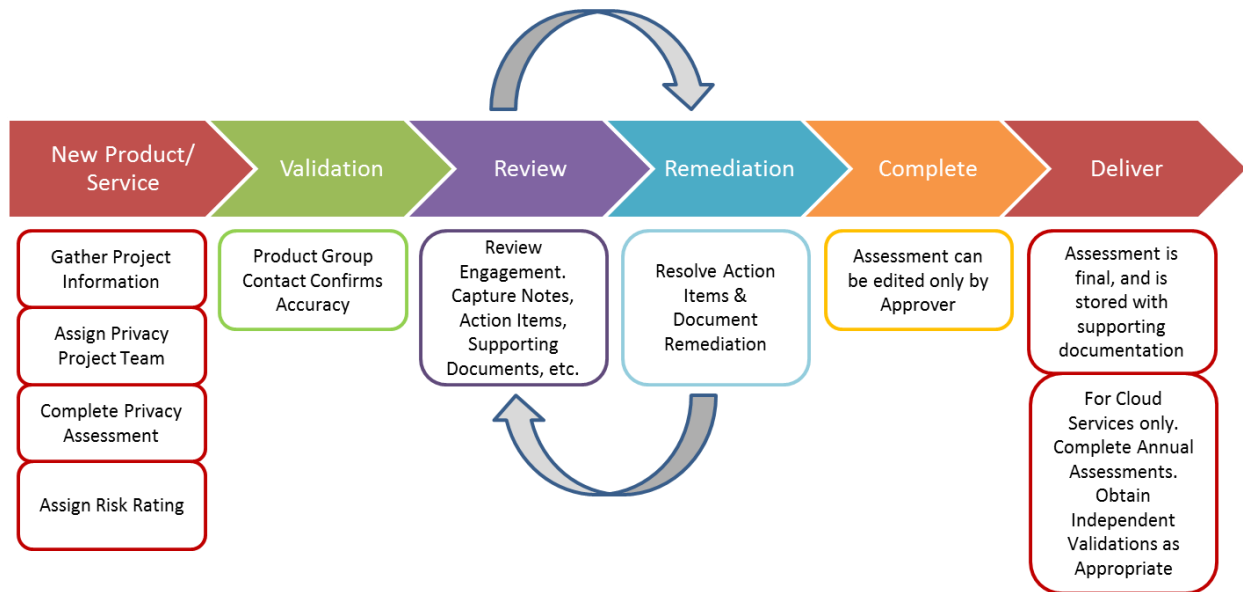 New Product/
Service
Validation
Review
Remediation
Complete
Deliver
Gather Project
Information
Assign Privacy
Project Team
Complete Privacy
Assessment
Assign Risk Rating
Product Group
Contact Confirms
Accuracy
Review
Engagement.
Capture Notes,
Action Items,
Supporting
Documents, etc.
Resolve Action
Items &
Document
Remediation
Assessment can
be edited only by
Approver
Assessment is
final, and is
stored with
supporting
documentation
For Cloud
Services only.
Complete Annual
Assessments.
Obtain
Independent
Validations as
Appropriate